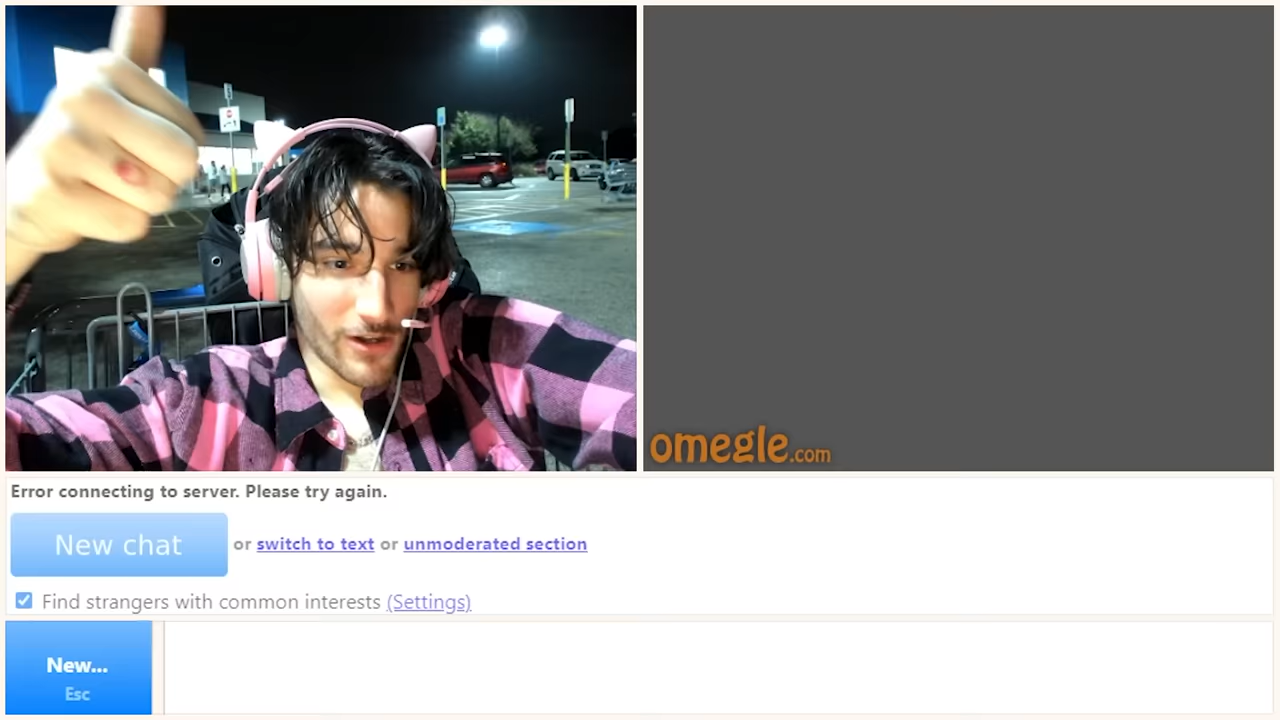 omegle.com
Error connecting to server. Please try again.
New chat or switch to text or unmoderated section
Find strangers with common interests (Settings)
New...
Esc